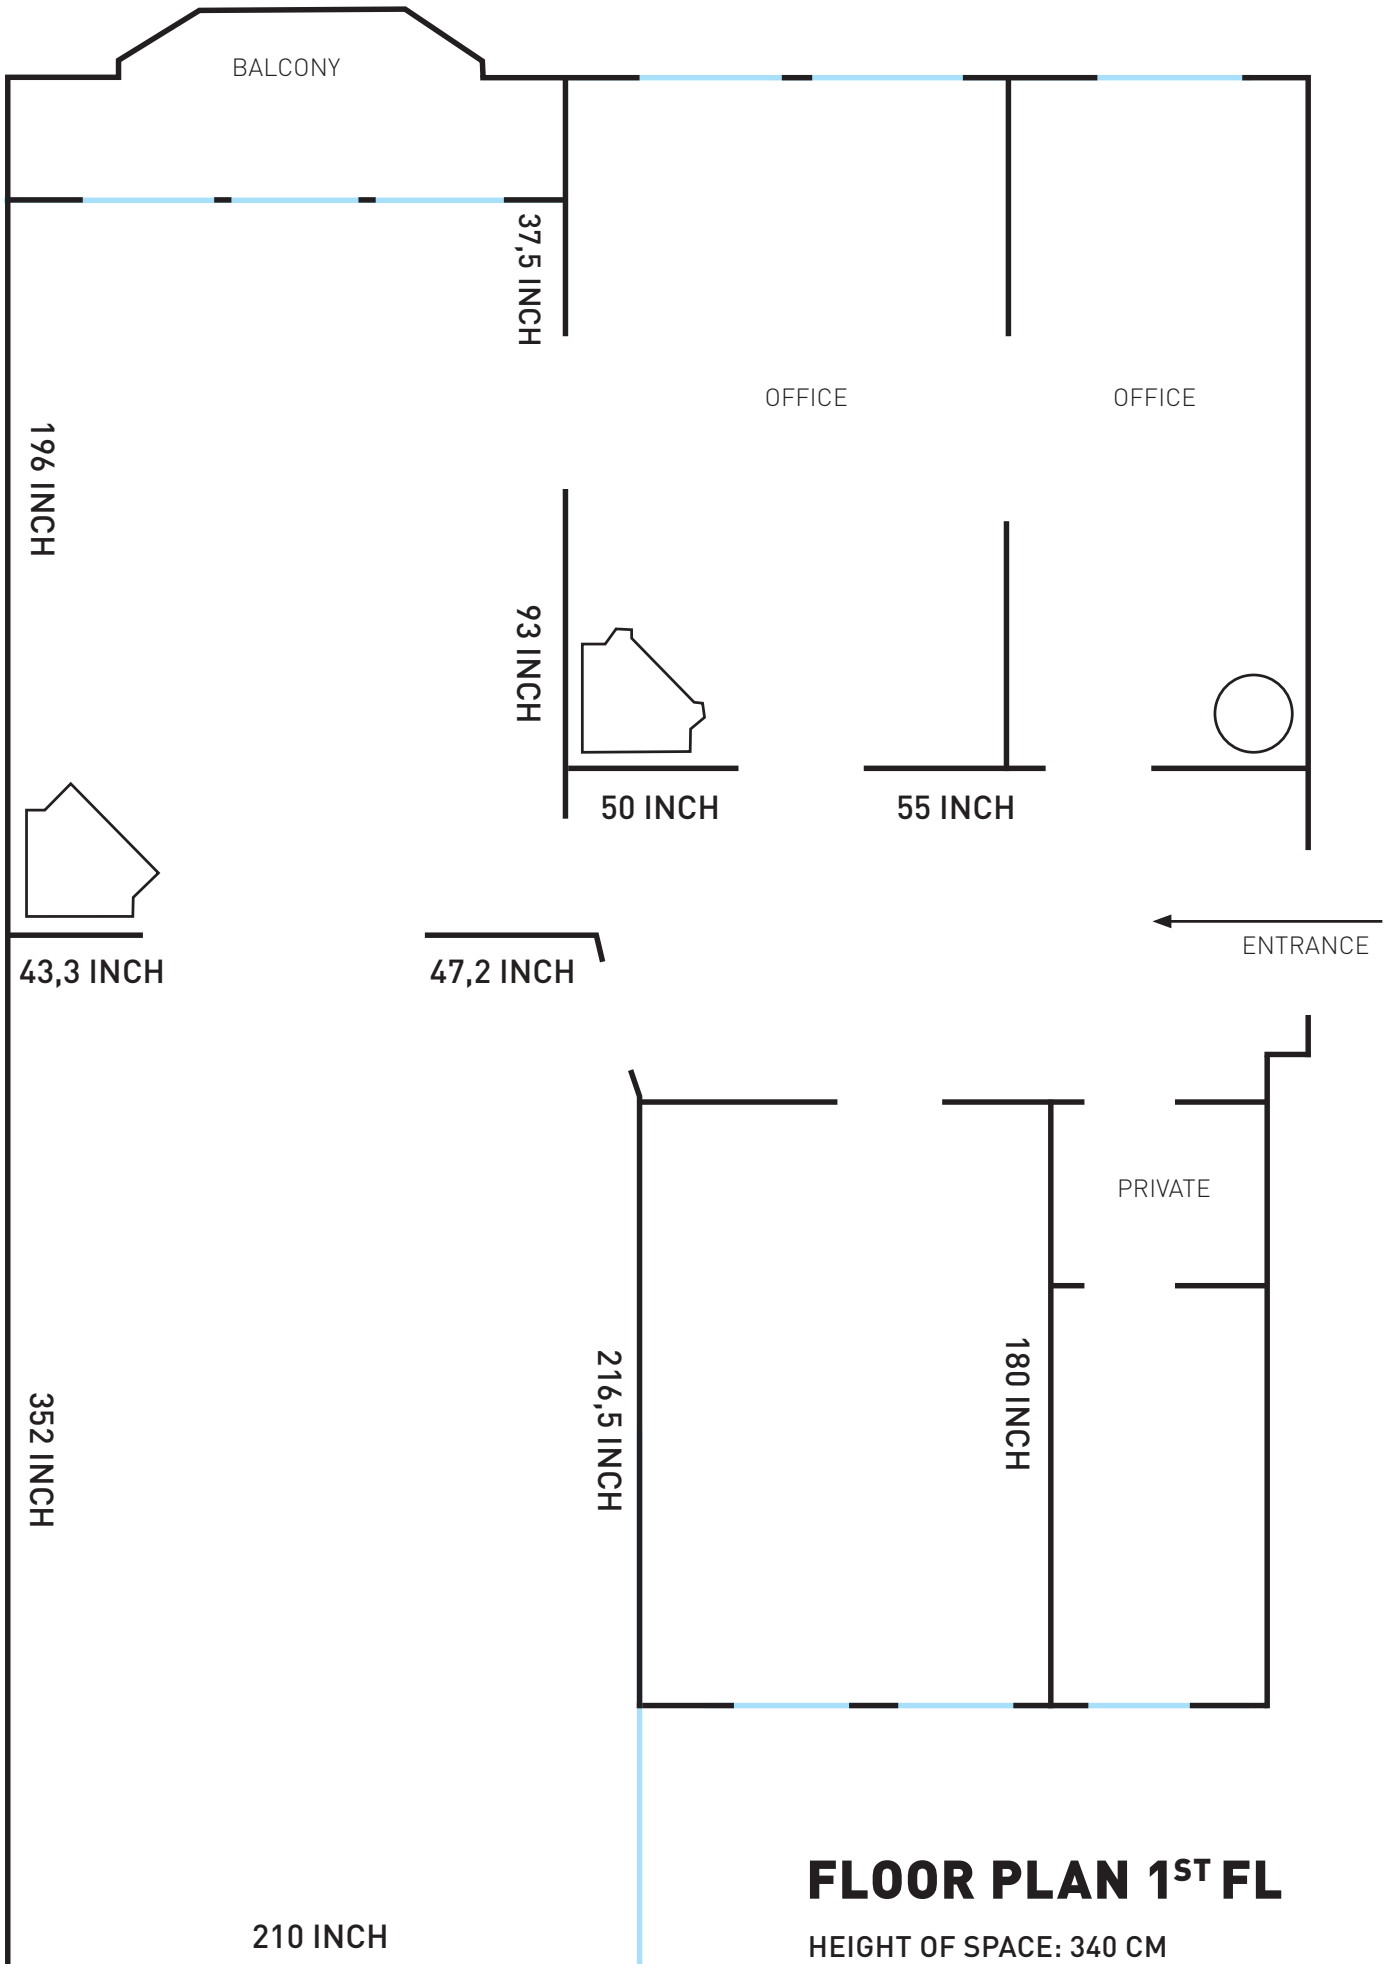 BALCONY
37,5 INCH
OFFICE
OFFICE
196 INCH
93 INCH
50 INCH
55 INCH
ENTRANCE
43,3 INCH
47,2 INCH
PRIVATE
180 INCH
216,5 INCH
352 INCH
FLOOR PLAN 1ST FL
210 INCH
HEIGHT OF SPACE: 340 CM